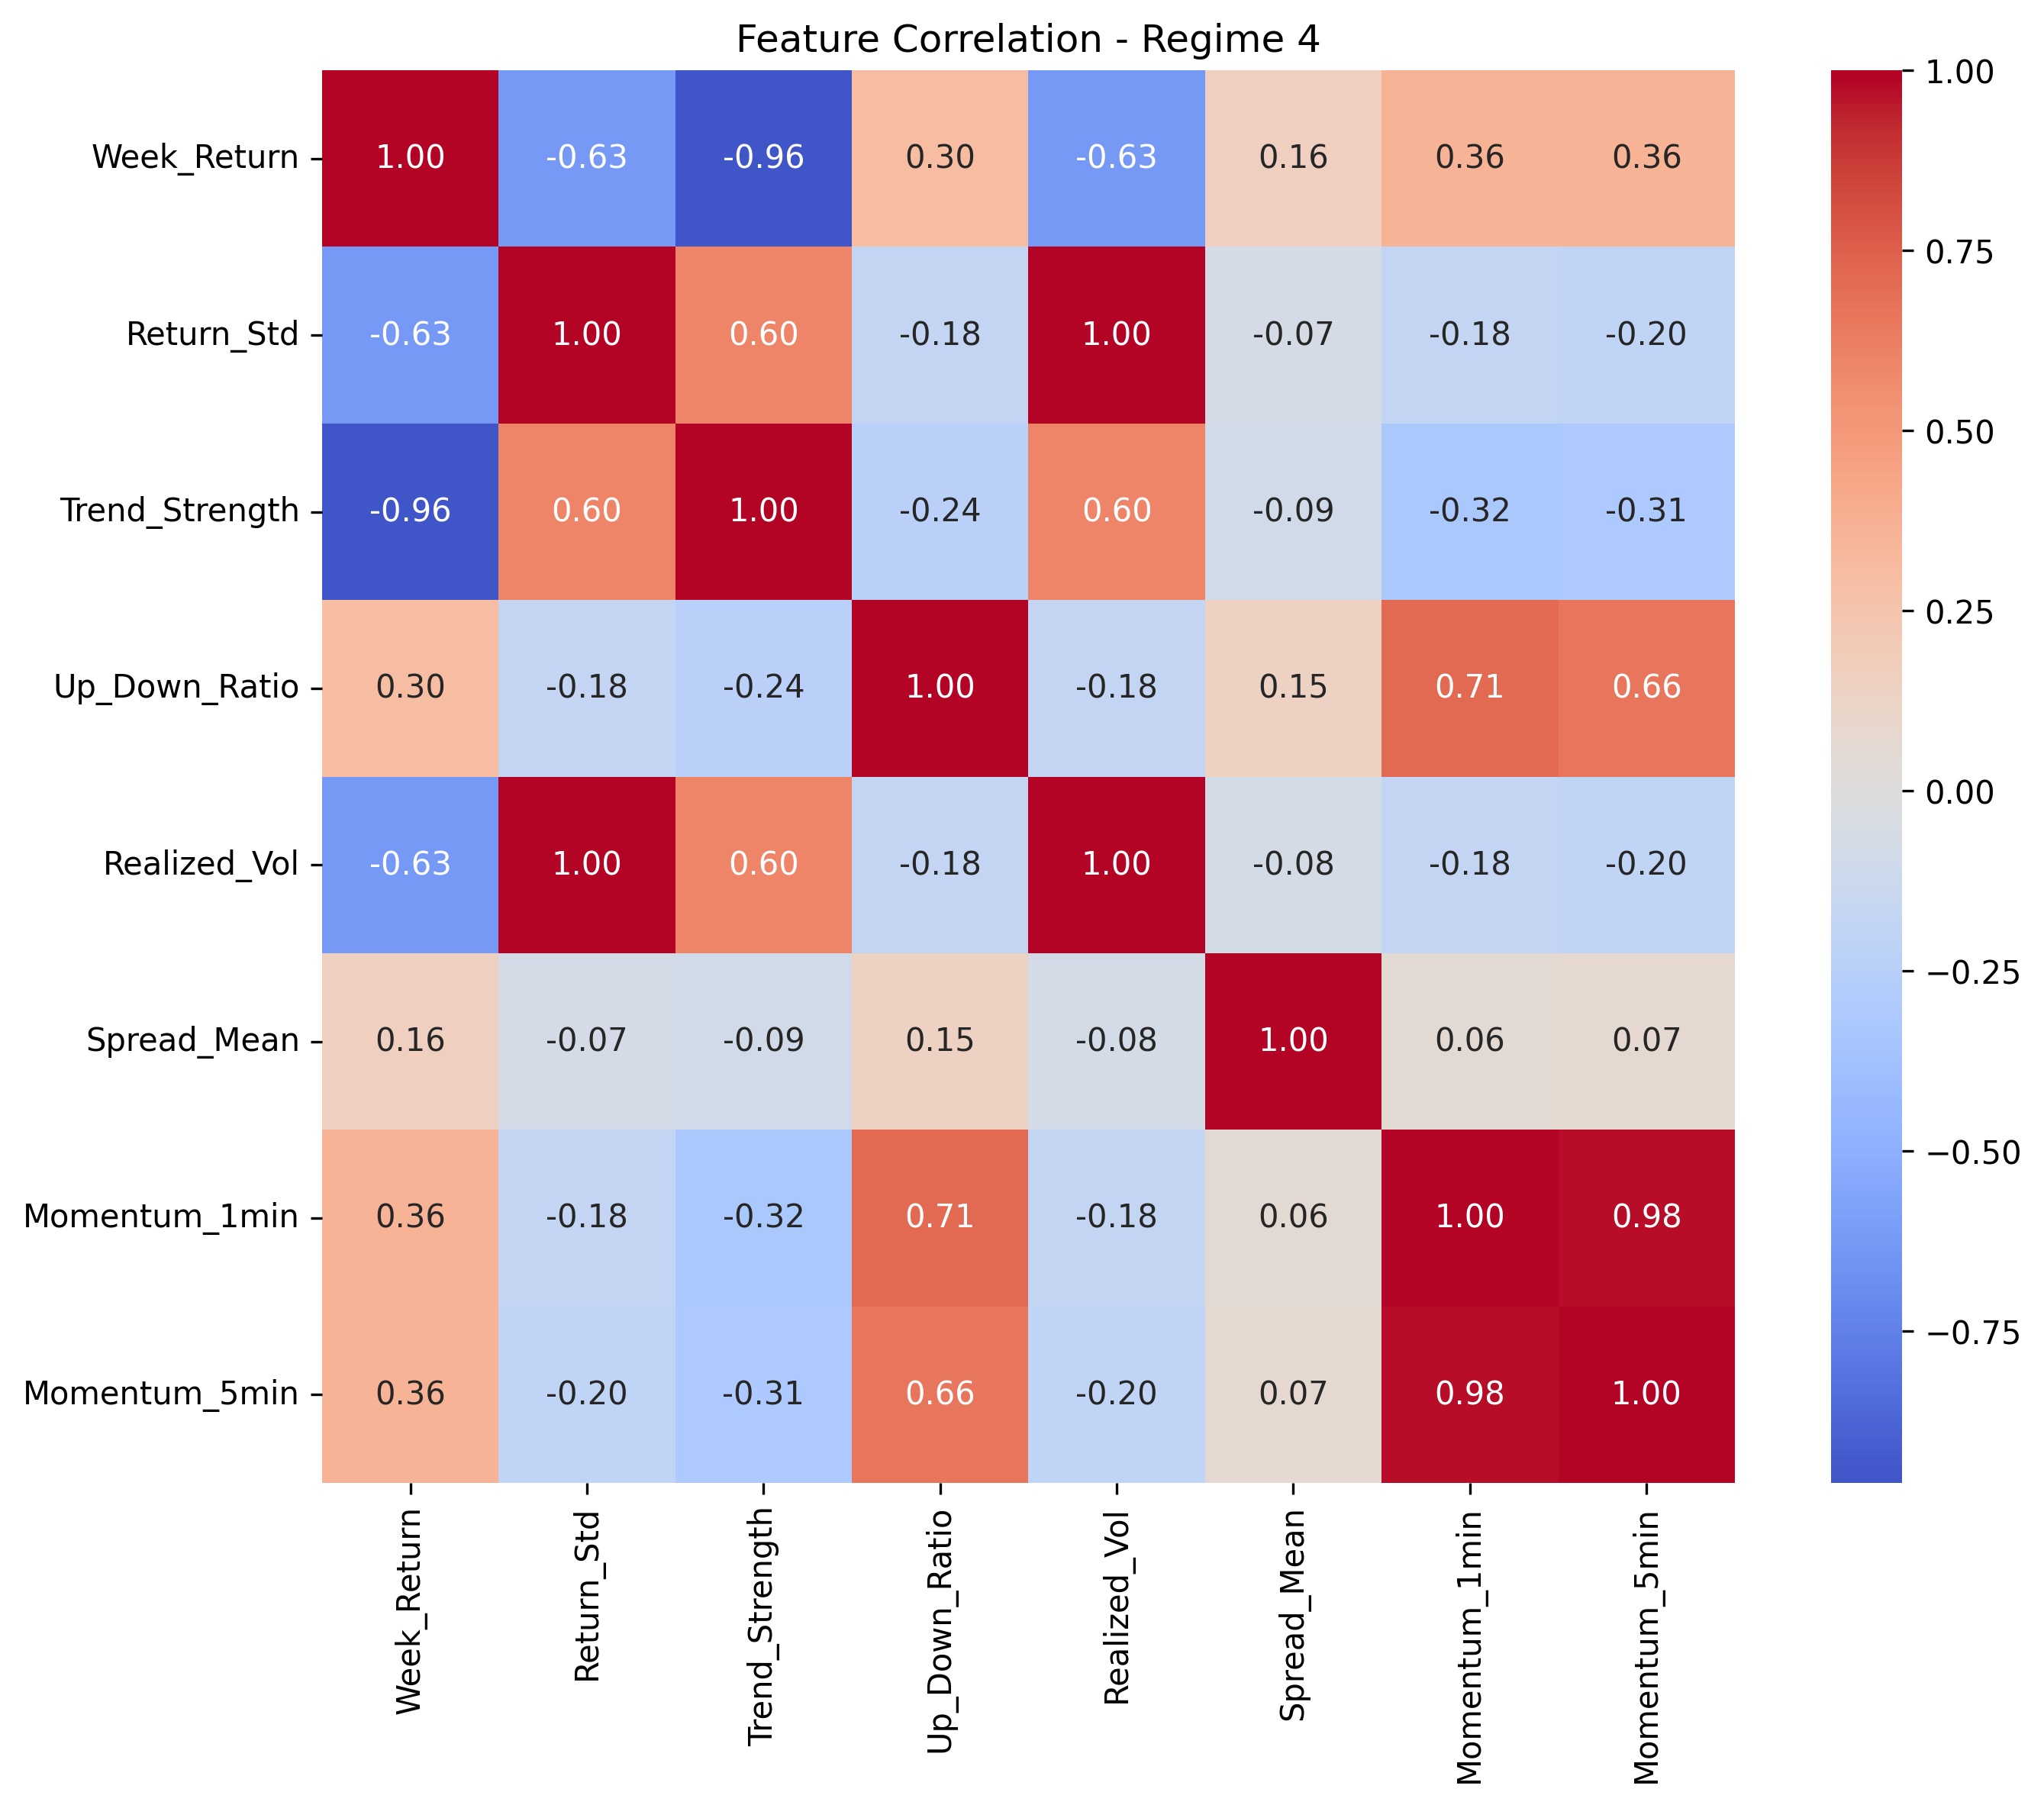 Feature Correlation - Regime 4
Week_Return 1.00 -0.63 -0.96 0.30 -0.63 0.16 0.36 0.36
Return_Std -0.63 1.00 0.60 -0.18 1.00 -0.07 -0.18 -0.20
Trend_Strength -0.96 0.60 1.00 -0.24 0.60 -0.09 -0.32 -0.31
Up_Down_Ratio 0.30 -0.18 -0.24 1.00 -0.18 0.15 0.71 0.66
Realized_Vol -0.63 1.00 0.60 -0.18 1.00 -0.08 -0.18 -0.20
Spread_Mean 0.16 -0.07 -0.09 0.15 -0.08 1.00 0.06 0.07
Momentum_1min 0.36 -0.18 -0.32 0.71 -0.18 0.06 1.00 0.98
Momentum_5min 0.36 -0.20 -0.31 0.66 -0.20 0.07 0.98 1.00
Week_Return
Return_Std
Trend_Strength
Up_Down_Ratio
Realized_Vol
Spread_Mean
Momentum_1min
Momentum_5min
1.00
0.75
0.50
0.25
0.00
−0.25
−0.50
−0.75